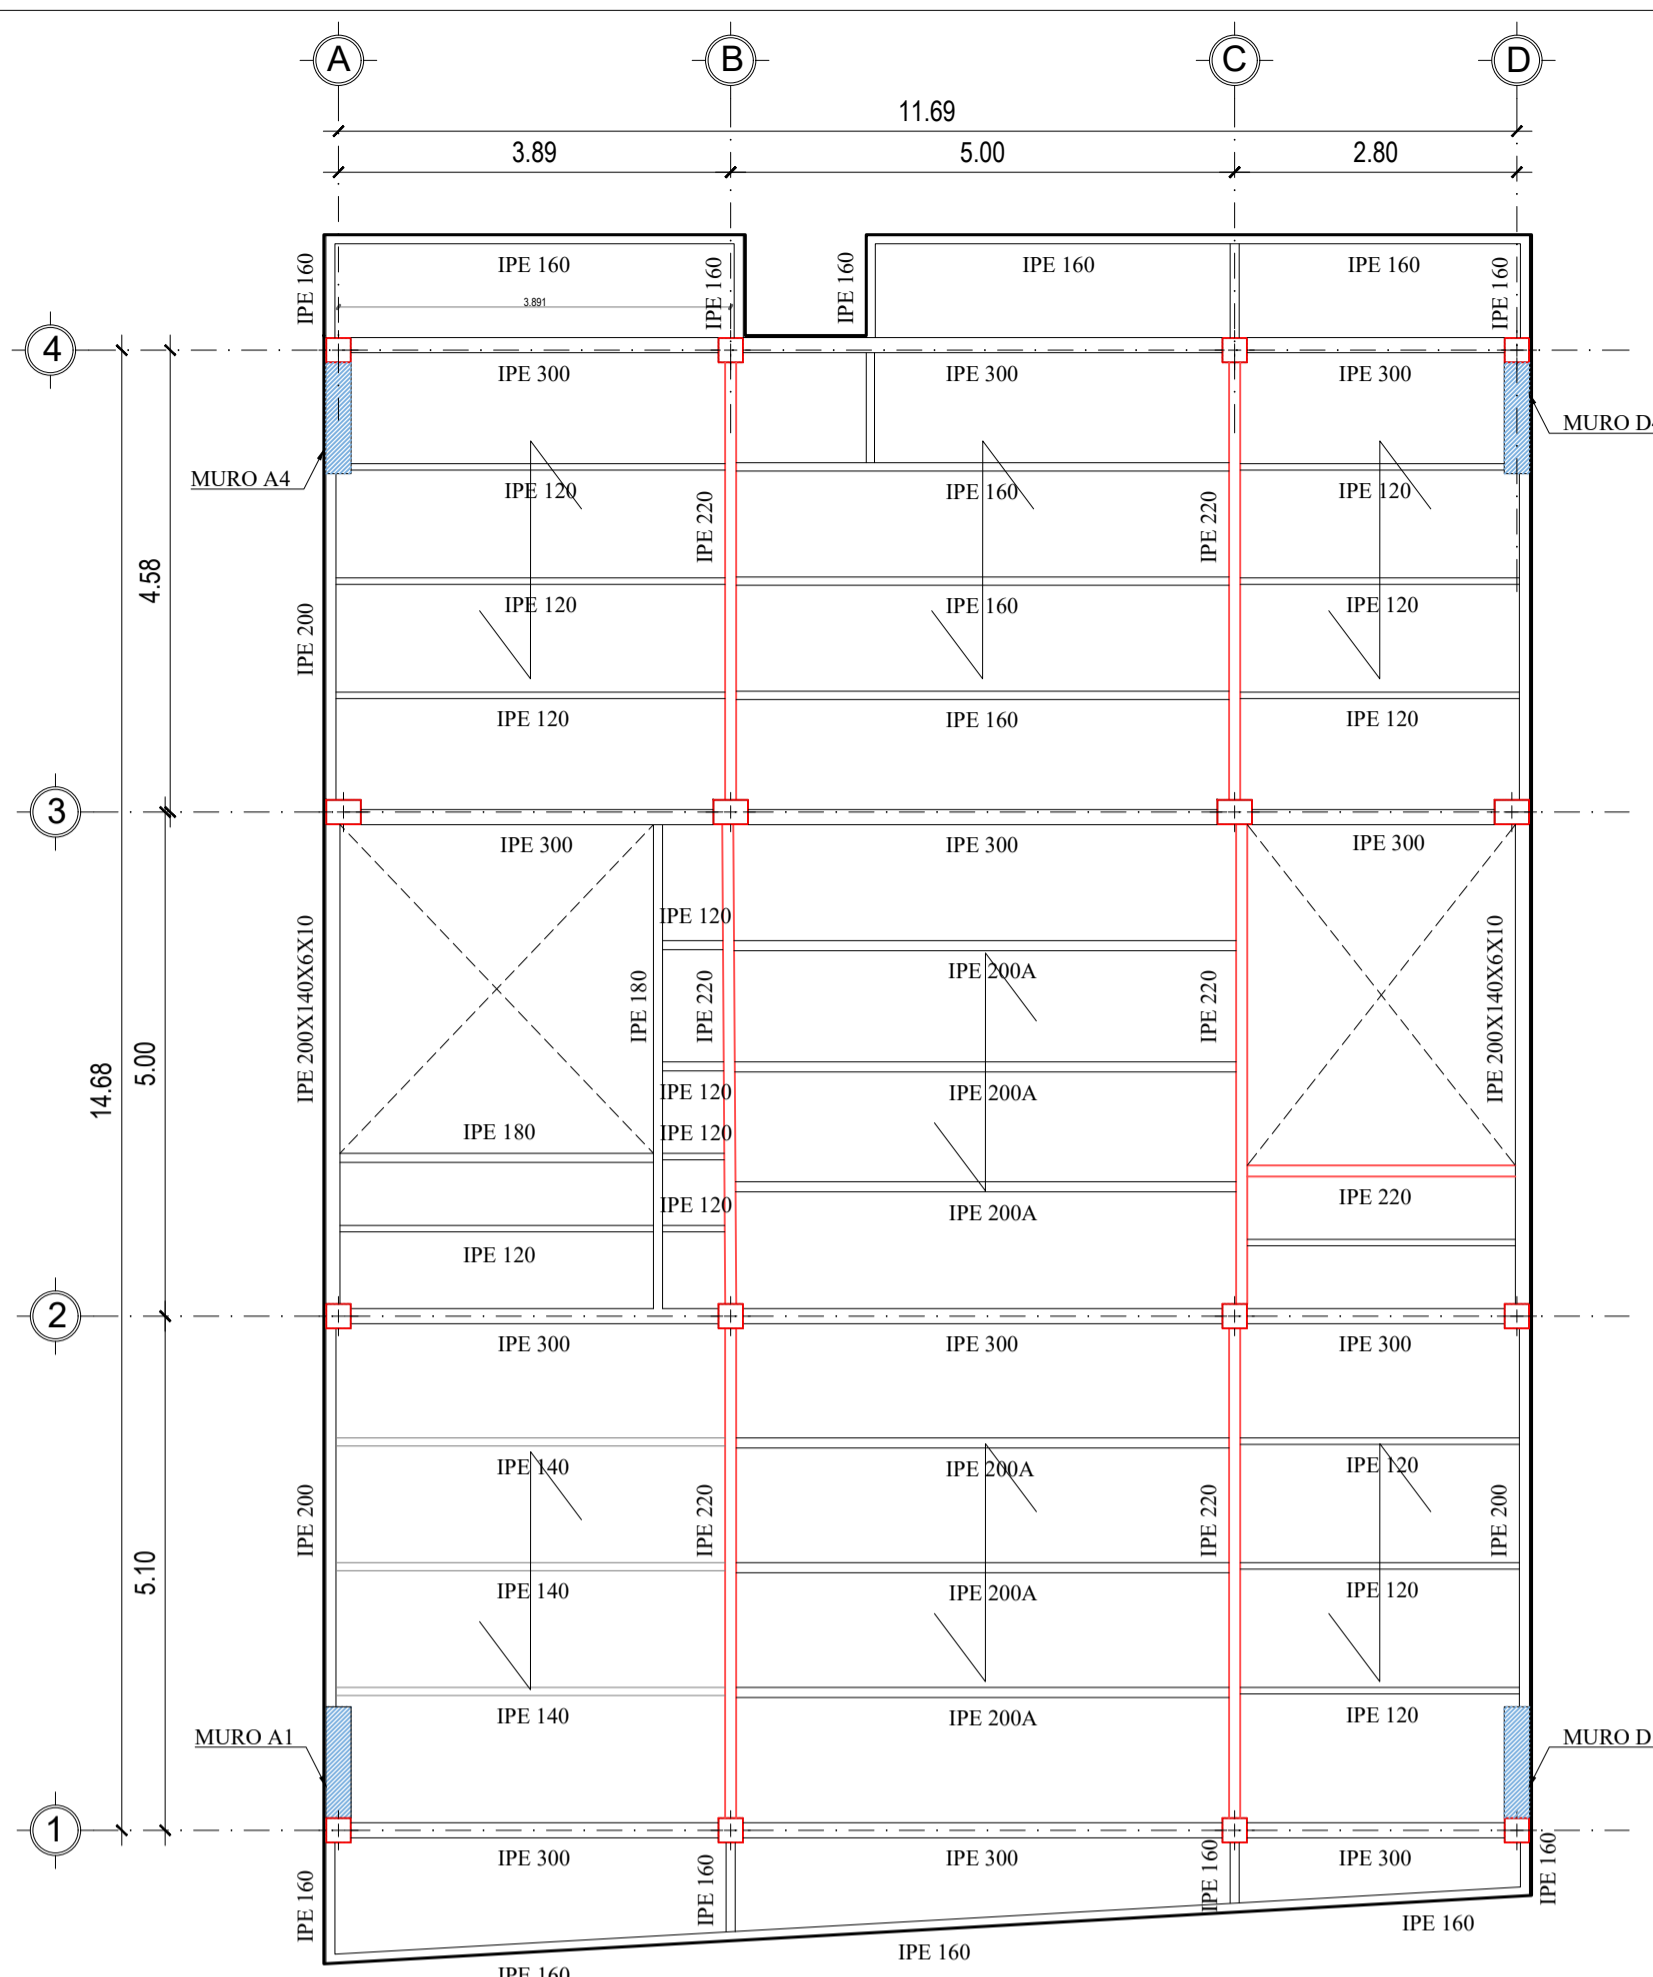 A B C D
11.69
3.89 5.00 2.80
IPE 160 IPE 160 IPE 160 IPE 160 IPE 160 IPE 160 IPE 160
3.891
4
IPE 300 IPE 300 IPE 300
MURO D4
MURO A4
IPE 120 IPE 160 IPE 120
IPE 220 IPE 220
4.58
IPE 120 IPE 160 IPE 120
IPE 200
IPE 120 IPE 160 IPE 120
3
IPE 300 IPE 300 IPE 300
IPE 120
IPE 200A
IPE 200X140X6X10 IPE 180 IPE 220 IPE 220 IPE 200X140X6X10
14.68
5.00
IPE 120 IPE 200A
IPE 180 IPE 120
IPE 120 IPE 200A IPE 220
IPE 120
2
IPE 300 IPE 300 IPE 300
IPE 140 IPE 200A IPE 120
IPE 200 IPE 220 IPE 220 IPE 200
5.10
IPE 140 IPE 200A IPE 120
IPE 140 IPE 200A IPE 120
MURO A1 MURO D
1
IPE 300 IPE 300 IPE 300
IPE 160 IPE 160 IPE 160 IPE 160
IPE 160
IPE 160
IPE 160